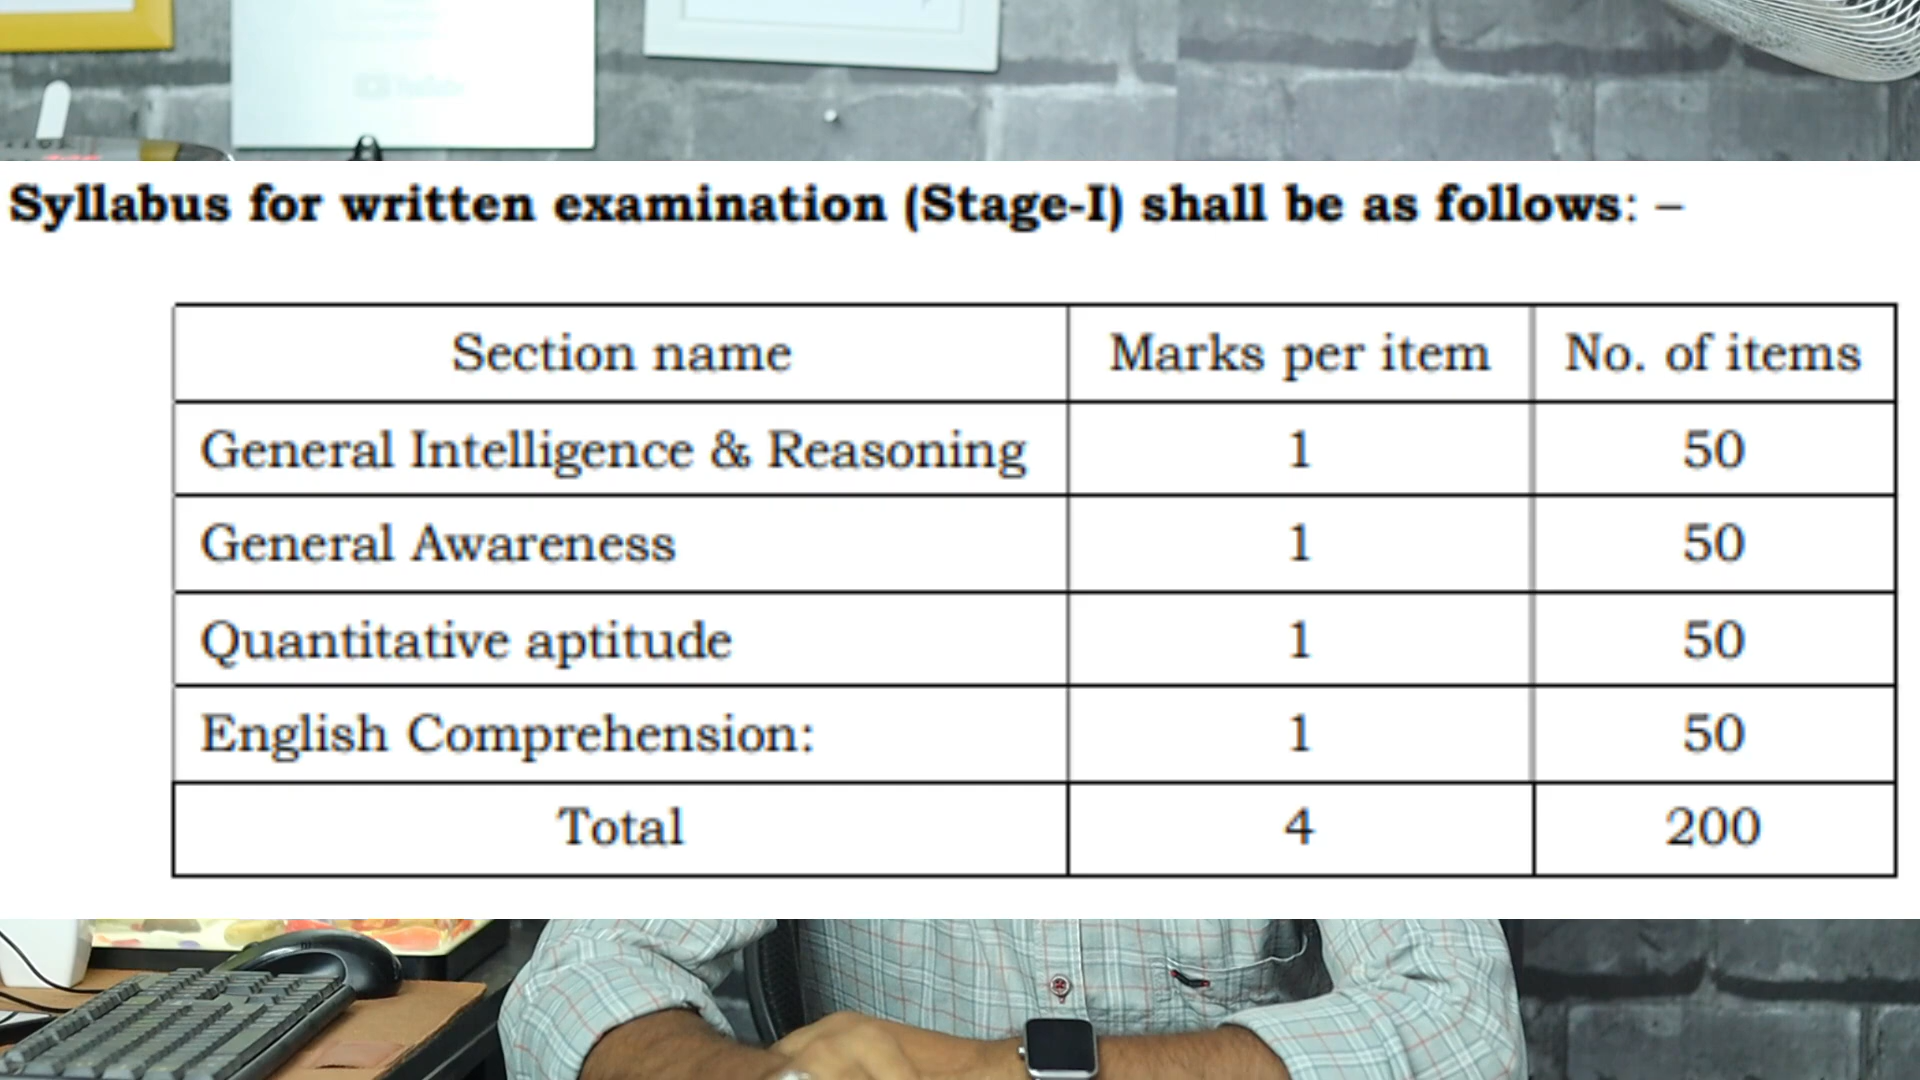 YouTube
Syllabus for written examination (Stage-I) shall be as follows: –
Section name Marks per item No. of items
General Intelligence & Reasoning 1 50
General Awareness 1 50
Quantitative aptitude 1 50
English Comprehension: 1 50
Total 4 200